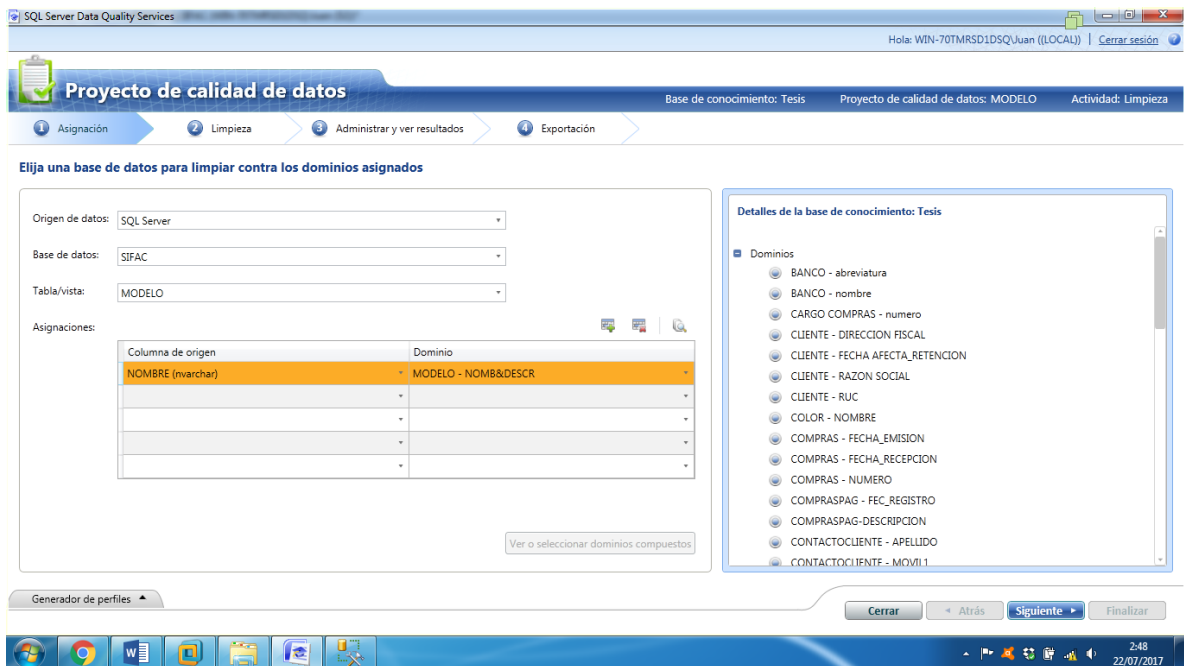 SQL Server Data Quality Services
Hola: WIN-70TMRSD1DSQ\Juan ((LOCAL)) | Cerrar sesión
Proyecto de calidad de datos
Base de conocimiento: Tesis Proyecto de calidad de datos: MODELO Actividad: Limpieza
1 Asignación 2 Limpieza 3 Administrar y ver resultados 4 Exportación
Elija una base de datos para limpiar contra los dominios asignados
Origen de datos: SQL Server
Base de datos: SIFAC
Tabla/vista: MODELO
Asignaciones:
Columna de origen Dominio
NOMBRE (nvarchar) MODELO - NOMB&DESCR
Ver o seleccionar dominios compuestos
Detalles de la base de conocimiento: Tesis
Dominios
BANCO - abreviatura
BANCO - nombre
CARGO COMPRAS - numero
CLIENTE - DIRECCION FISCAL
CLIENTE - FECHA AFECTA_RETENCION
CLIENTE - RAZON SOCIAL
CLIENTE - RUC
COLOR - NOMBRE
COMPRAS - FECHA_EMISION
COMPRAS - FECHA_RECEPCION
COMPRAS - NUMERO
COMPRASPAG - FEC_REGISTRO
COMPRASPAG-DESCRIPCION
CONTACTOCLIENTE - APELLIDO
CONTACTOCLIENTE - MOVIL1
Generador de perfiles
Cerrar Atrás Siguiente Finalizar
2:48
22/07/2017